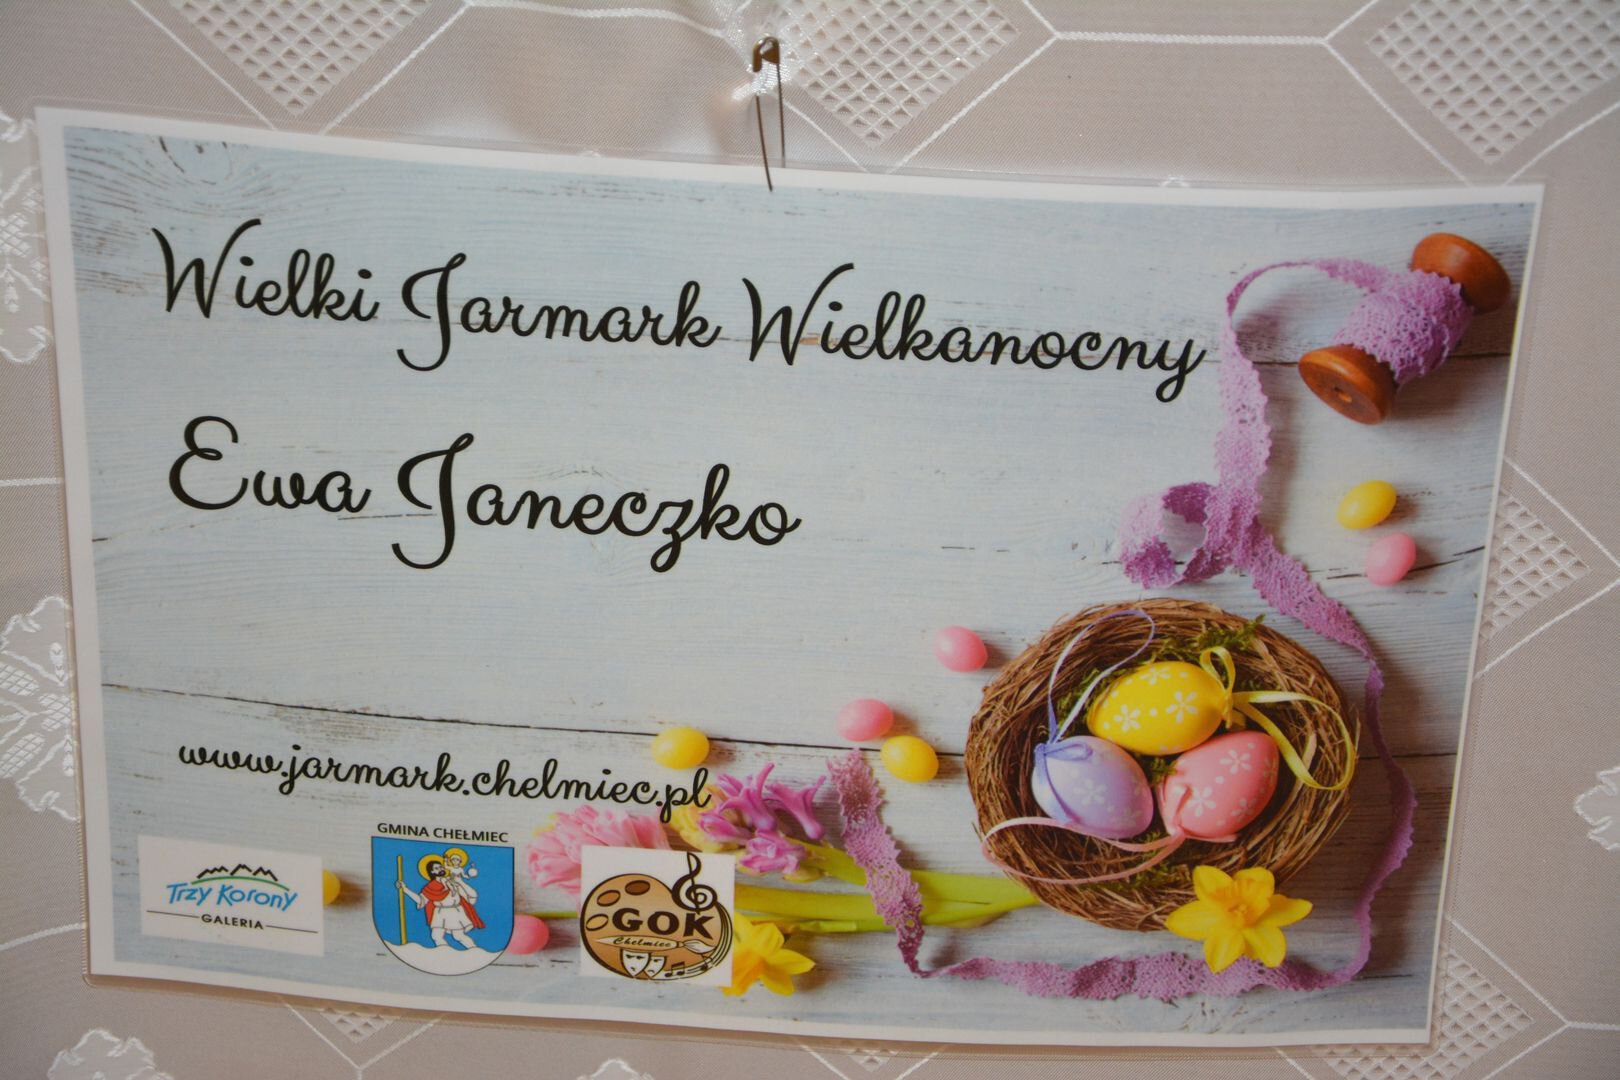 Wielki Jarmark Wielkanocny
Ewa Janeczko
www.jarmark.chelmiec.pl
GMINA CHEŁMIEC
Trzy Korony
GALERIA
GOK
Chełmiec